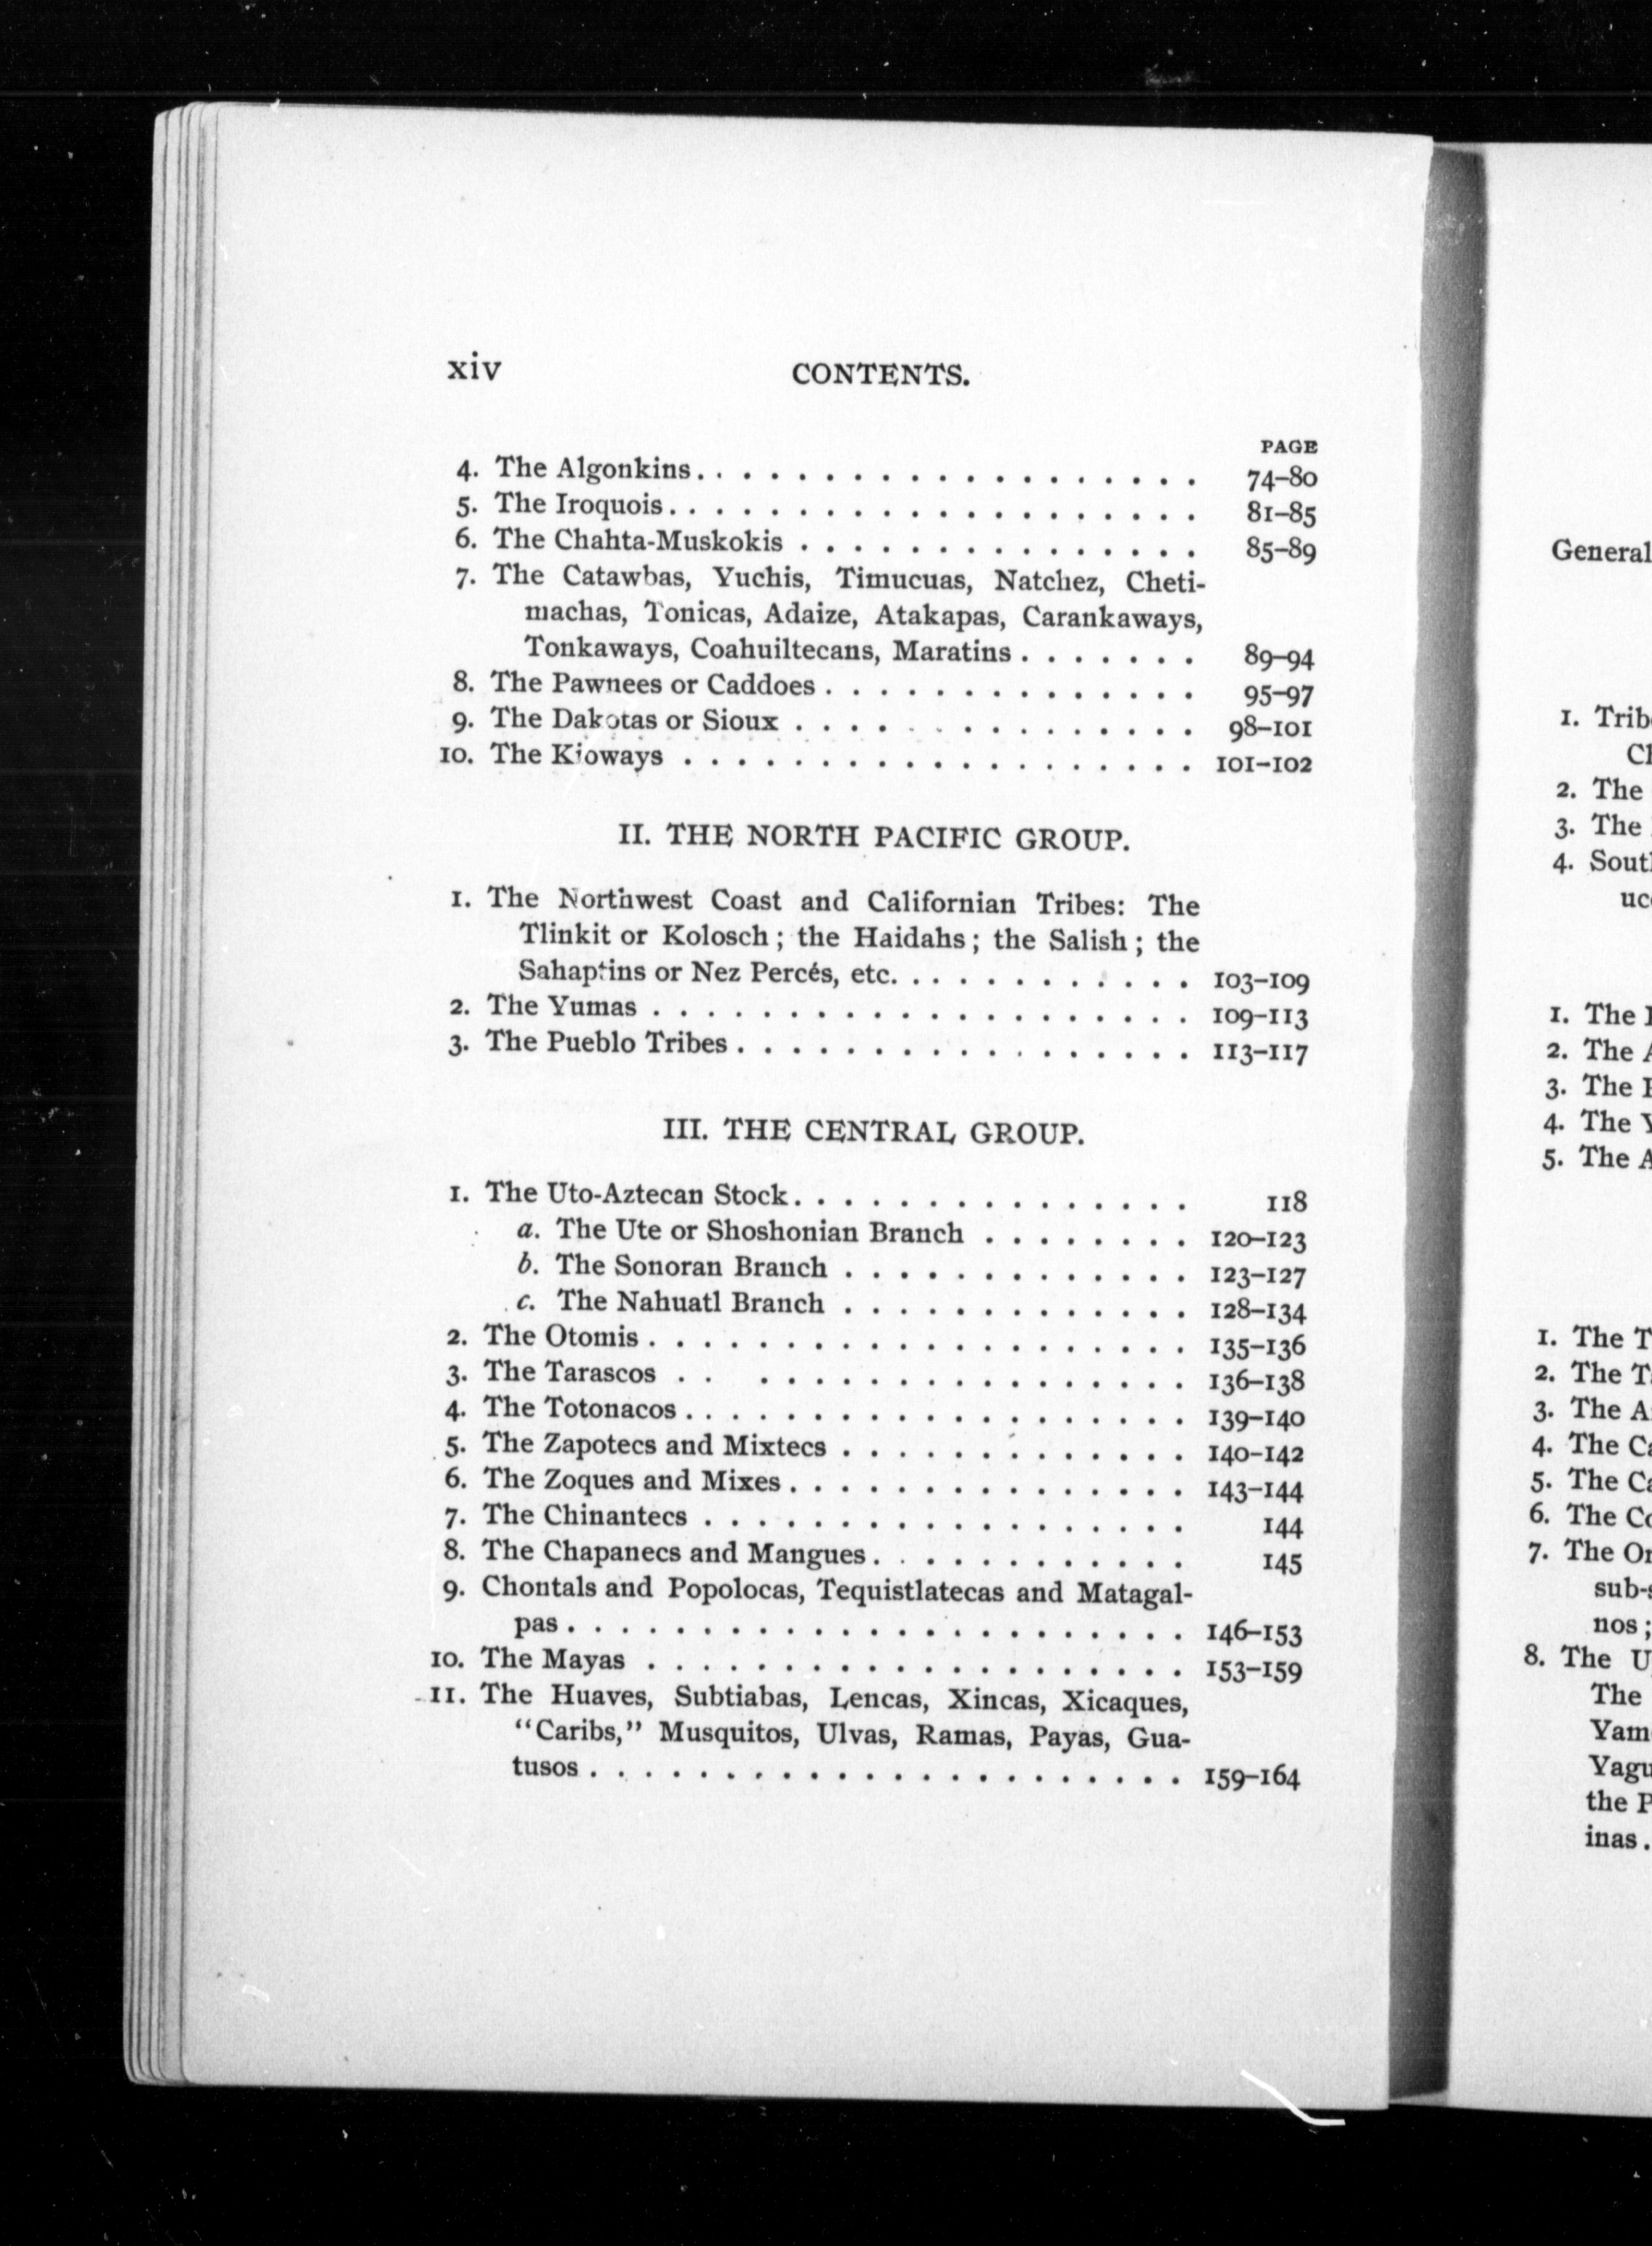 xiv CONTENTS.
PAGE
4. The Algonkins . . . . . . . . . . . . . . . . . . . 74–80
5. The Iroquois . . . . . . . . . . . . . . . . . . . . 81–85
6. The Chahta-Muskokis . . . . . . . . . . . . . . . 85–89
7. The Catawbas, Yuchis, Timucuas, Natchez, Cheti-
machas, Tonicas, Adaize, Atakapas, Carankaways,
Tonkaways, Coahuiltecans, Maratins . . . . . . . 89–94
8. The Pawnees or Caddoes . . . . . . . . . . . . . . 95–97
9. The Dakotas or Sioux . . . . . . . . . . . . . . . 98–101
10. The Kioways . . . . . . . . . . . . . . . . . . . 101–102
II. THE NORTH PACIFIC GROUP.
1. The Northwest Coast and Californian Tribes: The
Tlinkit or Kolosch; the Haidahs; the Salish; the
Sahaptins or Nez Percés, etc. . . . . . . . . . . . 103–109
2. The Yumas . . . . . . . . . . . . . . . . . . . . 109–113
3. The Pueblo Tribes . . . . . . . . . . . . . . . . . 113–117
III. THE CENTRAL GROUP.
1. The Uto-Aztecan Stock . . . . . . . . . . . . . . . 118
a. The Ute or Shoshonian Branch . . . . . . . . 120–123
b. The Sonoran Branch . . . . . . . . . . . . . 123–127
c. The Nahuatl Branch . . . . . . . . . . . . . 128–134
2. The Otomis . . . . . . . . . . . . . . . . . . . . 135–136
3. The Tarascos . . . . . . . . . . . . . . . . . . 136–138
4. The Totonacos . . . . . . . . . . . . . . . . . . . 139–140
5. The Zapotecs and Mixtecs . . . . . . . . . . . . . 140–142
6. The Zoques and Mixes . . . . . . . . . . . . . . . 143–144
7. The Chinantecs . . . . . . . . . . . . . . . . . . 144
8. The Chapanecs and Mangues . . . . . . . . . . . . 145
9. Chontals and Popolocas, Tequistlatecas and Matagal-
pas . . . . . . . . . . . . . . . . . . . . . . . 146–153
10. The Mayas . . . . . . . . . . . . . . . . . . . . 153–159
11. The Huaves, Subtiabas, Lencas, Xincas, Xicaques,
"Caribs," Musquitos, Ulvas, Ramas, Payas, Gua-
tusos . . . . . . . . . . . . . . . . . . . . . . 159–164
General
1. Trib
2. The
3. The
4. Sout
uc
1. The
2. The A
3. The
4. The Y
5. The A
1. The T
2. The T
3. The A
4. The Ca
5. The Ca
6. The Co
7. The Or
sub-s
nos;
8. The U
The
Yam
Yagu
the P
inas.